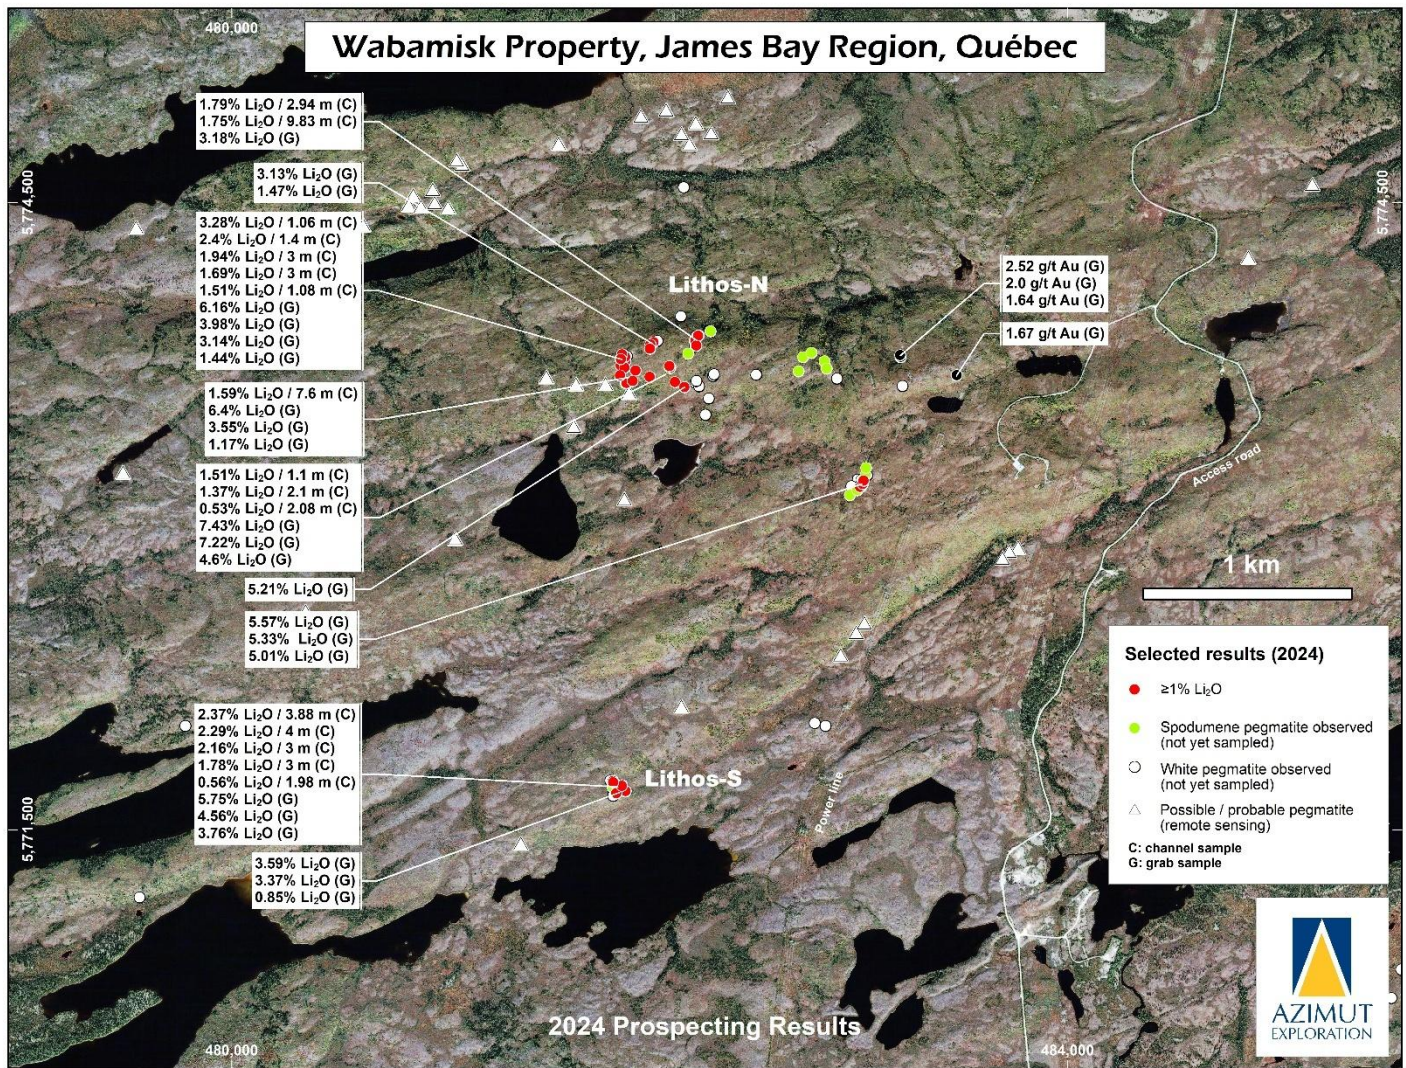 480,000
Wabamisk Property, James Bay Region, Québec
1.79% Li₂O / 2.94 m (C)
1.75% Li₂O / 9.83 m (C)
3.18% Li₂O (G)
3.13% Li₂O (G)
1.47% Li₂O (G)
5,774,500
5,774,500
3.28% Li₂O / 1.06 m (C)
2.4% Li₂O / 1.4 m (C)
1.94% Li₂O / 3 m (C)
1.69% Li₂O / 3 m (C)
1.51% Li₂O / 1.08 m (C)
6.16% Li₂O (G)
3.98% Li₂O (G)
3.14% Li₂O (G)
1.44% Li₂O (G)
Lithos-N
2.52 g/t Au (G)
2.0 g/t Au (G)
1.64 g/t Au (G)
1.67 g/t Au (G)
1.59% Li₂O / 7.6 m (C)
6.4% Li₂O (G)
3.55% Li₂O (G)
1.17% Li₂O (G)
1.51% Li₂O / 1.1 m (C)
1.37% Li₂O / 2.1 m (C)
0.53% Li₂O / 2.08 m (C)
7.43% Li₂O (G)
7.22% Li₂O (G)
4.6% Li₂O (G)
Access road
5.21% Li₂O (G)
1 km
5.57% Li₂O (G)
5.33% Li₂O (G)
5.01% Li₂O (G)
2.37% Li₂O / 3.88 m (C)
2.29% Li₂O / 4 m (C)
2.16% Li₂O / 3 m (C)
1.78% Li₂O / 3 m (C)
0.56% Li₂O / 1.98 m (C)
5.75% Li₂O (G)
4.56% Li₂O (G)
3.76% Li₂O (G)
Lithos-S
Power line
5,771,500
5,771,500
3.59% Li₂O (G)
3.37% Li₂O (G)
0.85% Li₂O (G)
Selected results (2024)
≥1% Li₂O
Spodumene pegmatite observed
(not yet sampled)
White pegmatite observed
(not yet sampled)
Possible / probable pegmatite
(remote sensing)
C: channel sample
G: grab sample
2024 Prospecting Results
480,000
484,000
AZIMUT
EXPLORATION